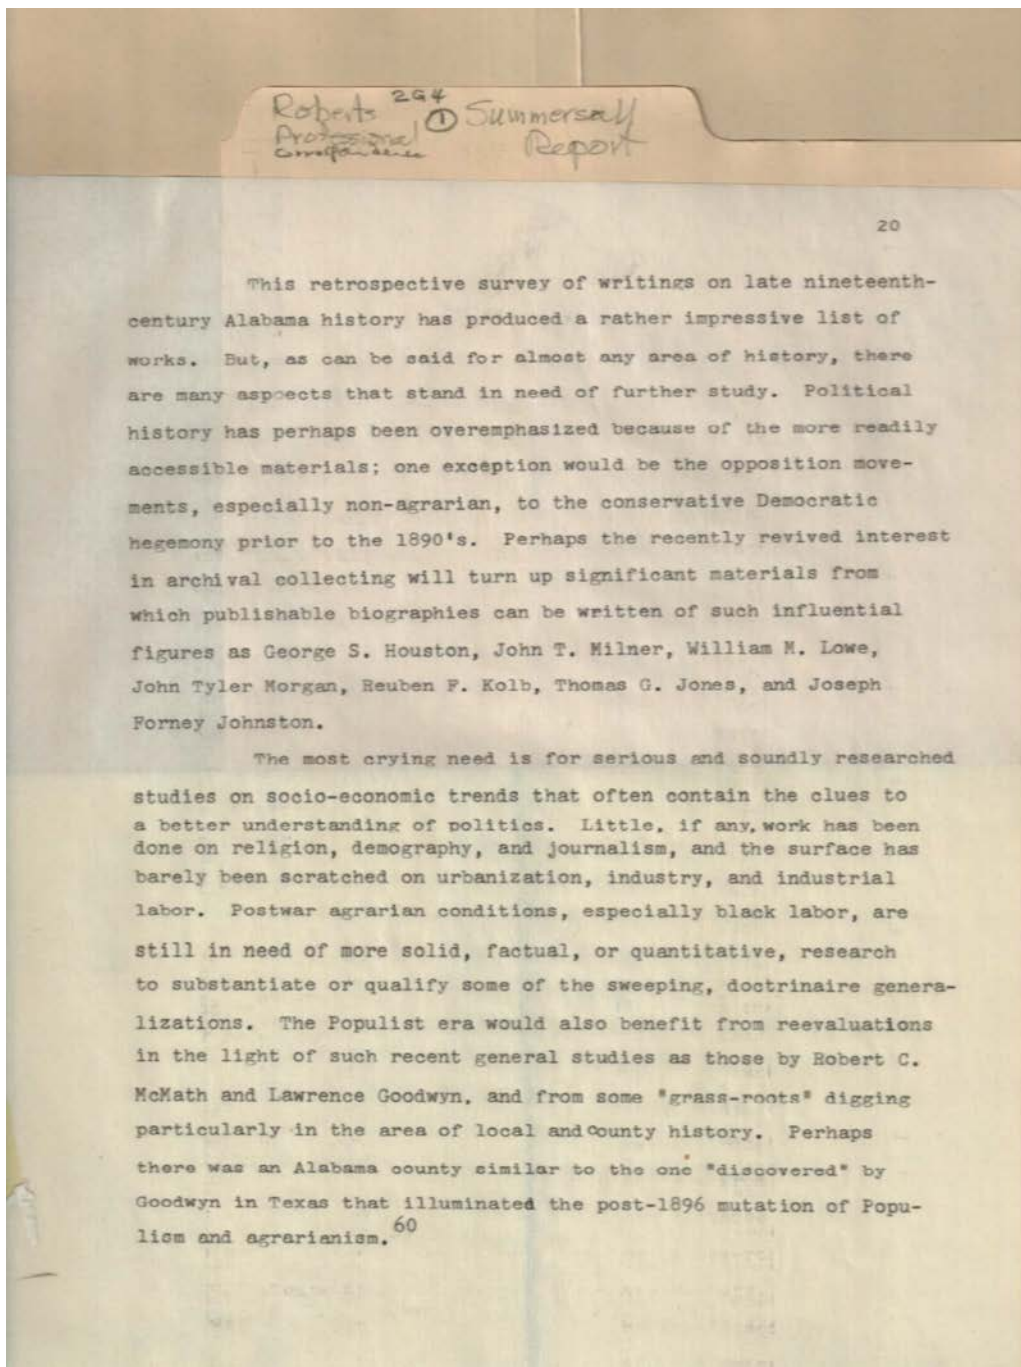 Roberts 2G4 ① Summersell
Professional Report
Correspondence
20
This retrospective survey of writings on late nineteenth-
century Alabama history has produced a rather impressive list of
works. But, as can be said for almost any area of history, there
are many aspoects that stand in need of further study. Political
history has perhaps been overemphasized because of the more readily
accessible materials; one exception would be the opposition move-
ments, especially non-agrarian, to the conservative Democratic
hegemony prior to the 1890's. Perhaps the recently revived interest
in archival collecting will turn up significant materials from
which publishable biographies can be written of such influential
figures as George S. Houston, John T. Milner, William M. Lowe,
John Tyler Morgan, Reuben F. Kolb, Thomas G. Jones, and Joseph
Forney Johnston.
The most crying need is for serious and soundly researched
studies on socio-economic trends that often contain the clues to
a better understanding of politics. Little, if any, work has been
done on religion, demography, and journalism, and the surface has
barely been scratched on urbanization, industry, and industrial
labor. Postwar agrarian conditions, especially black labor, are
still in need of more solid, factual, or quantitative, research
to substantiate or qualify some of the sweeping, doctrinaire genera-
lizations. The Populist era would also benefit from reevaluations
in the light of such recent general studies as those by Robert C.
McMath and Lawrence Goodwyn, and from some "grass-roots" digging
particularly in the area of local and county history. Perhaps
there was an Alabama county similar to the one "discovered" by
Goodwyn in Texas that illuminated the post-1896 mutation of Popu-
lism and agrarianism.60